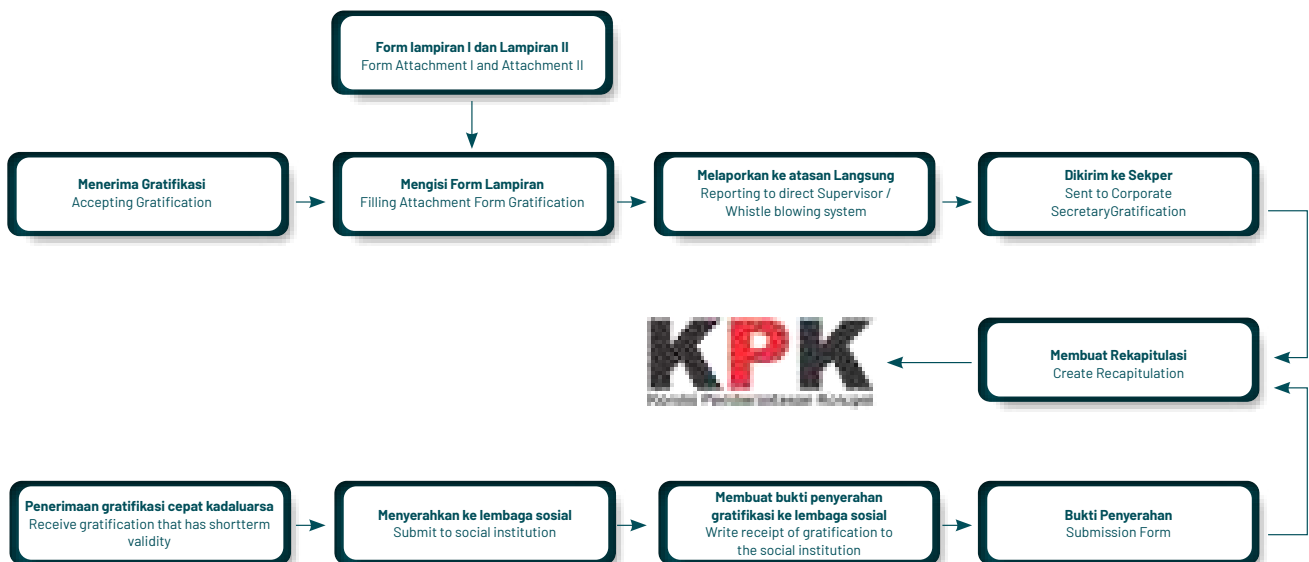 Form lampiran I dan Lampiran II
Form Attachment I and Attachment II
Menerima Gratifikasi
Accepting Gratification
Mengisi Form Lampiran
Filling Attachment Form Gratification
Melaporkan ke atasan Langsung
Reporting to direct Supervisor /
Whistle blowing system
Dikirim ke Sekper
Sent to Corporate
SecretaryGratification
KPK
Komisi Pemberantasan Korupsi
Membuat Rekapitulasi
Create Recapitulation
Penerimaan gratifikasi cepat kadaluarsa
Receive gratification that has shortterm
validity
Menyerahkan ke lembaga sosial
Submit to social institution
Membuat bukti penyerahan
gratifikasi ke lembaga sosial
Write receipt of gratification to
the social institution
Bukti Penyerahan
Submission Form